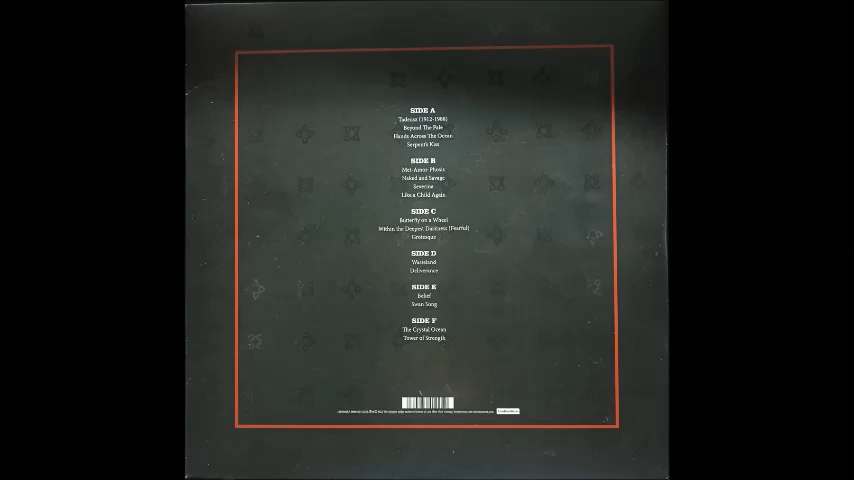 SIDE A
Tadeusz (1912-1988)
Beyond The Pale
Hands Across The Ocean
Serpent's Kiss
SIDE B
Met-Amor-Phosis
Naked and Savage
Severina
Like a Child Again
SIDE C
Butterfly on a Wheel
Within the Deepest Darkness (Fearful)
Grotesque
SIDE D
Wasteland
Deliverance
SIDE E
Belief
Swan Song
SIDE F
The Crystal Ocean
Tower of Strength